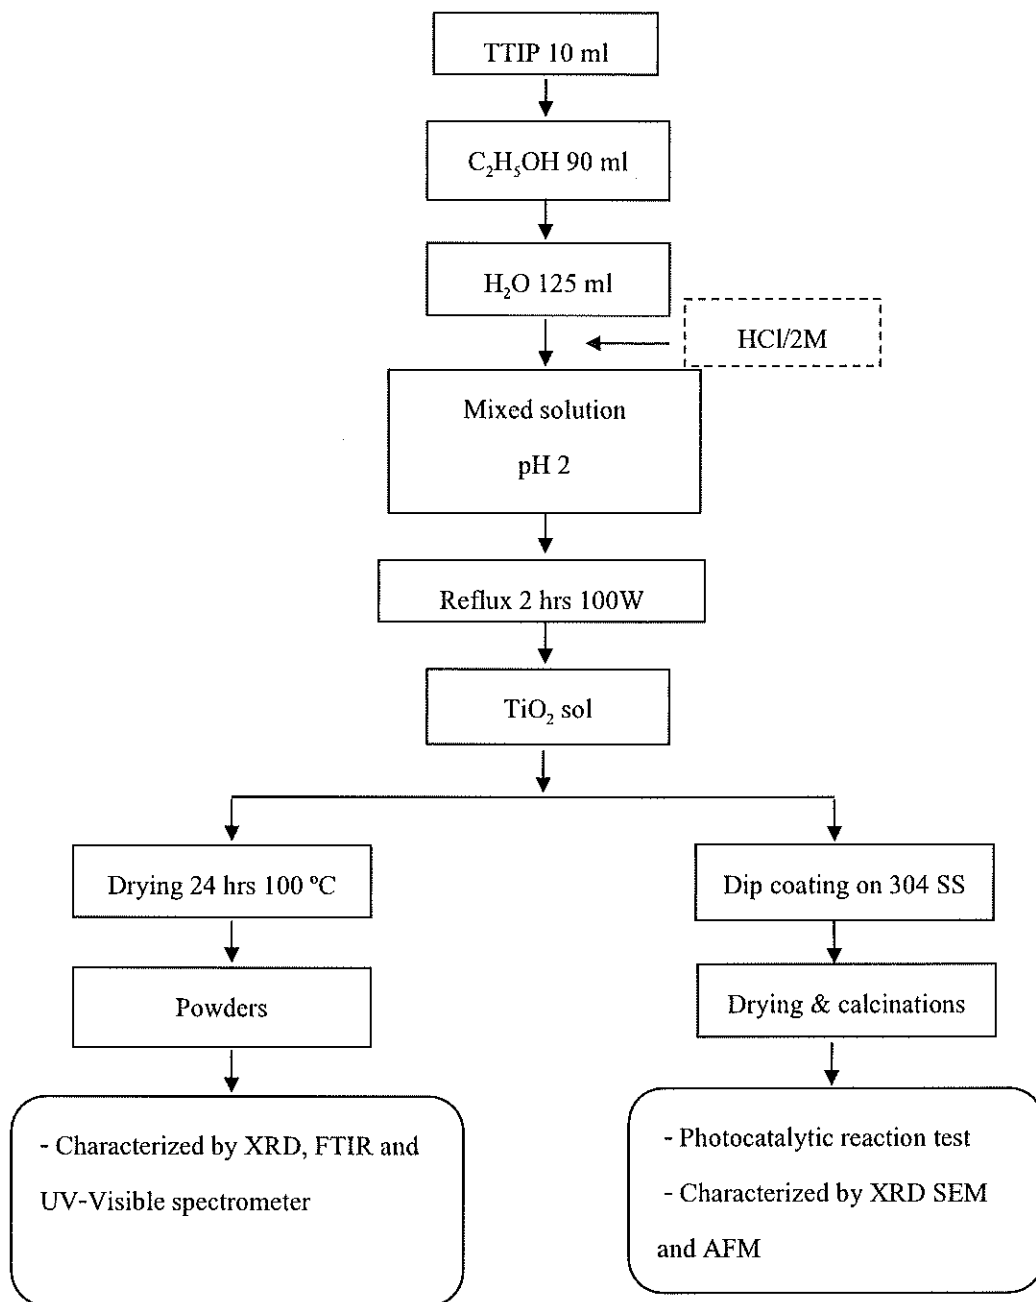 TTIP 10 ml
C₂H₅OH 90 ml
H₂O 125 ml
HCl/2M
Mixed solution
pH 2
Reflux 2 hrs 100W
TiO₂ sol
Drying 24 hrs 100 ºC
Dip coating on 304 SS
Powders
Drying & calcinations
- Characterized by XRD, FTIR and
UV-Visible spectrometer
- Photocatalytic reaction test
- Characterized by XRD SEM
and AFM